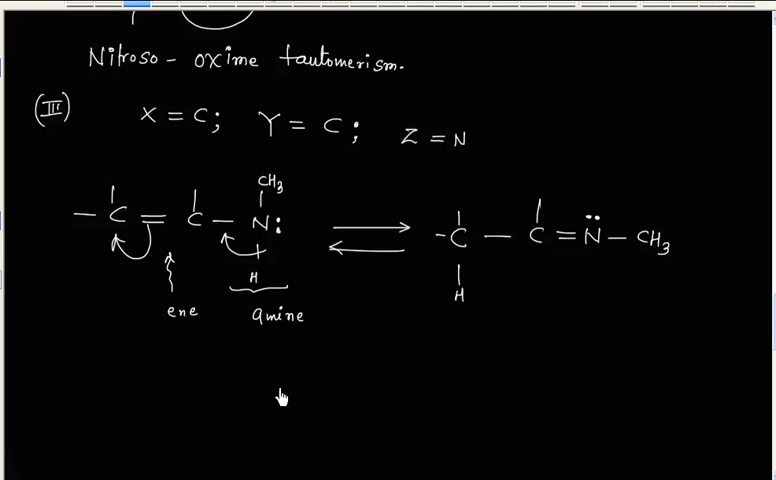 Nitroso - oxime tautomerism.
(III) X = C; Y = C; Z = N
CH3
- C = C - N: ⇌ - C - C = N̈ - CH3
H H
ene amine